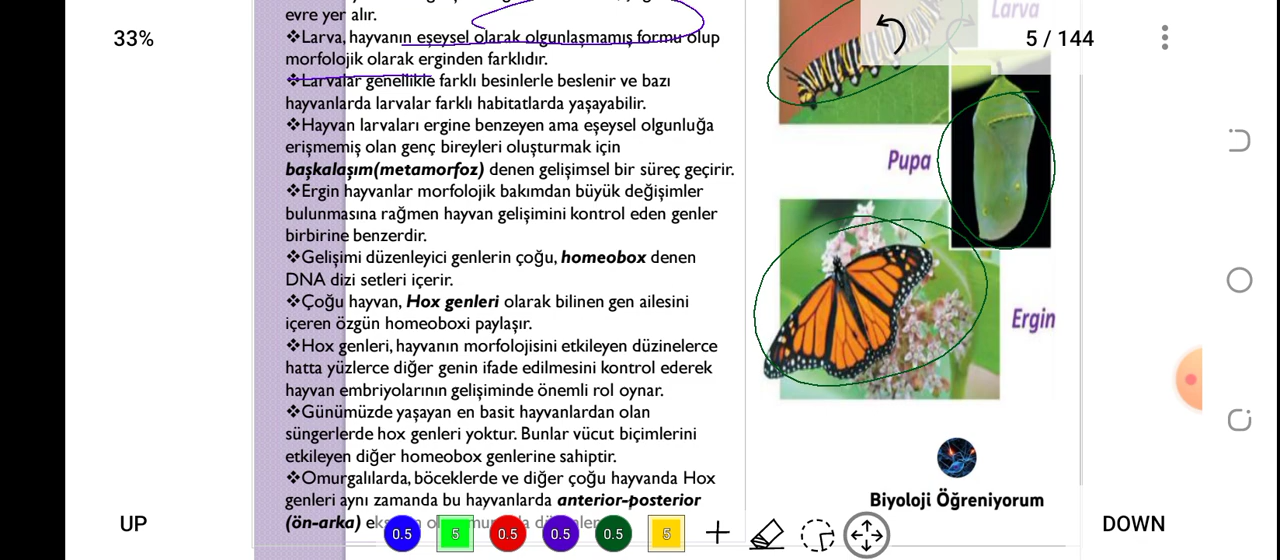 33%
5 / 144
evre yer alır.
❖Larva, hayvanın eşeysel olarak olgunlaşmamış formu olup
morfolojik olarak erginden farklıdır.
❖Larvalar genellikle farklı besinlerle beslenir ve bazı
hayvanlarda larvalar farklı habitatlarda yaşayabilir.
❖Hayvan larvaları ergine benzeyen ama eşeysel olgunluğa
erişmemiş olan genç bireyleri oluşturmak için
başkalaşım(metamorfoz) denen gelişimsel bir süreç geçirir.
❖Ergin hayvanlar morfolojik bakımdan büyük değişimler
bulunmasına rağmen hayvan gelişimini kontrol eden genler
birbirine benzerdir.
❖Gelişimi düzenleyici genlerin çoğu, homeobox denen
DNA dizi setleri içerir.
❖Çoğu hayvan, Hox genleri olarak bilinen gen ailesini
içeren özgün homeoboxi paylaşır.
❖Hox genleri, hayvanın morfolojisini etkileyen düzinelerce
hatta yüzlerce diğer genin ifade edilmesini kontrol ederek
hayvan embriyolarının gelişiminde önemli rol oynar.
❖Günümüzde yaşayan en basit hayvanlardan olan
süngerlerde hox genleri yoktur. Bunlar vücut biçimlerini
etkileyen diğer homeobox genlerine sahiptir.
❖Omurgalılarda, böceklerde ve diğer çoğu hayvanda Hox
genleri aynı zamanda bu hayvanlarda anterior-posterior
(ön-arka)
Larva
Pupa
Ergin
Biyoloji Öğreniyorum
UP
0.5
5
0.5
0.5
0.5
5
DOWN